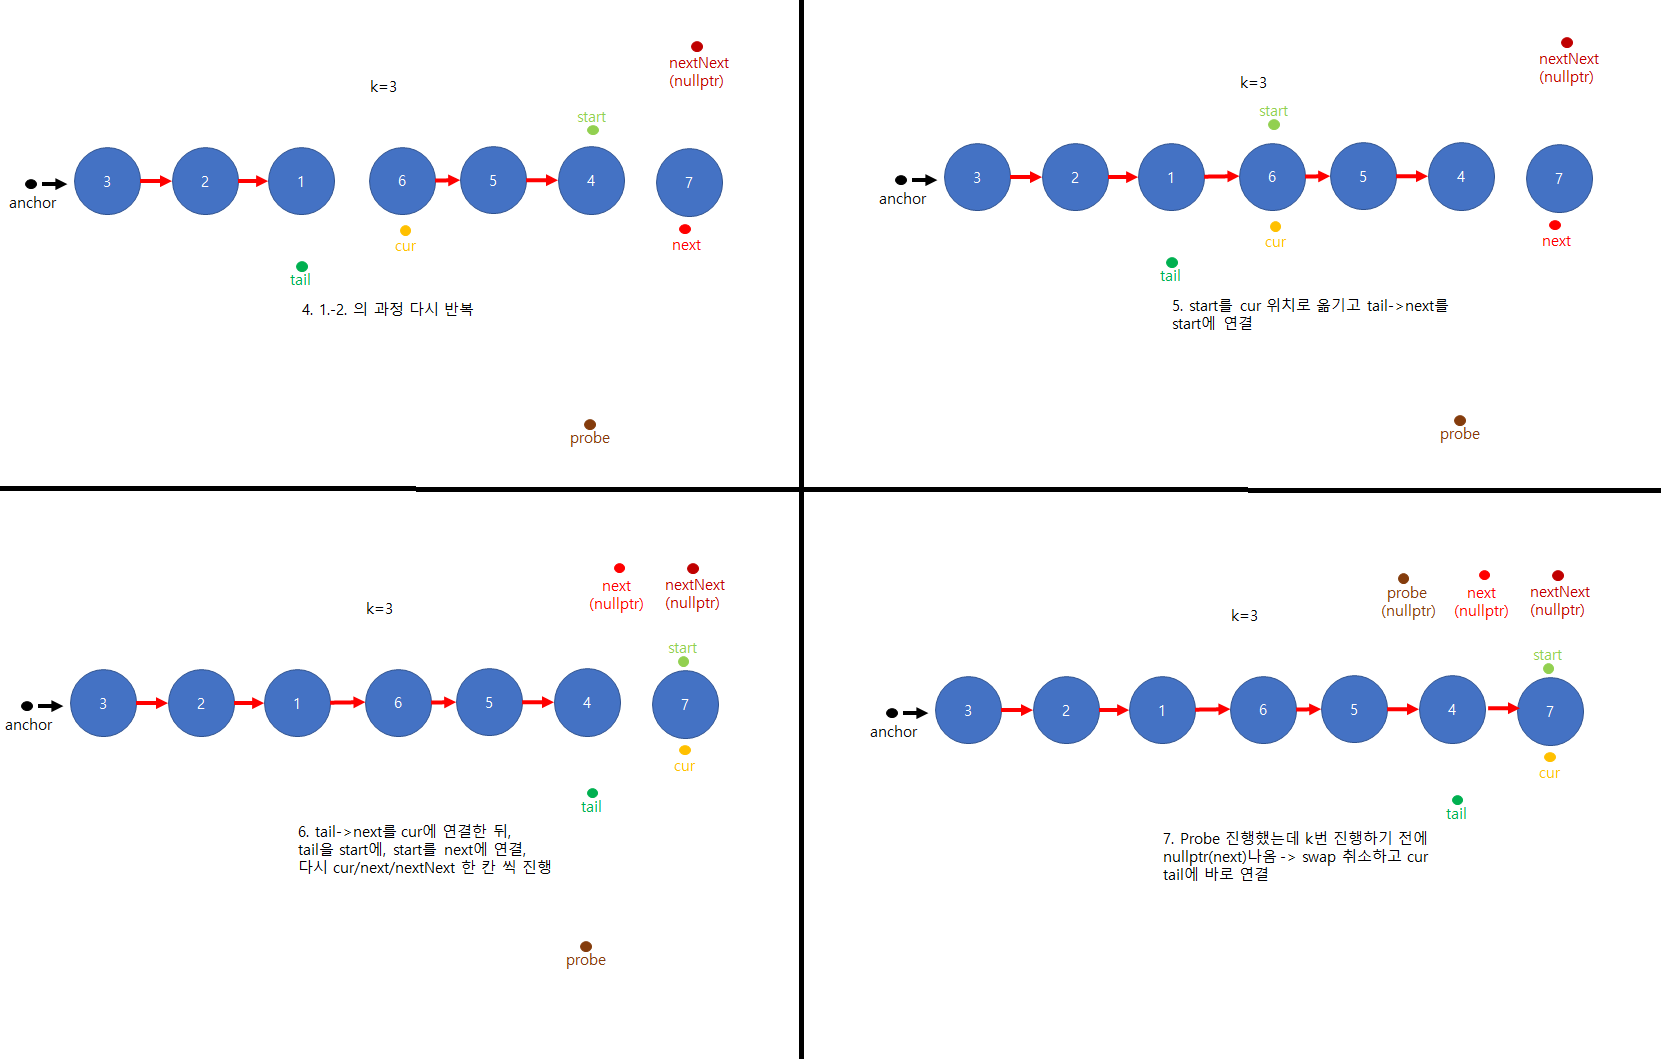 nextNext
(nullptr)
k=3
start
3
2
1
6
5
4
7
anchor
cur
next
tail
4. 1.-2. 의 과정 다시 반복
probe
nextNext
(nullptr)
k=3
start
3
2
1
6
5
4
7
anchor
cur
next
tail
5. start를 cur 위치로 옮기고 tail->next를
start에 연결
probe
next
(nullptr)
nextNext
(nullptr)
k=3
start
3
2
1
6
5
4
7
anchor
cur
tail
6. tail->next를 cur에 연결한 뒤,
tail을 start에, start를 next에 연결,
다시 cur/next/nextNext 한 칸 씩 진행
probe
probe
(nullptr)
next
(nullptr)
nextNext
(nullptr)
k=3
start
3
2
1
6
5
4
7
anchor
cur
tail
7. Probe 진행했는데 k번 진행하기 전에
nullptr(next)나옴 -> swap 취소하고 cur
tail에 바로 연결